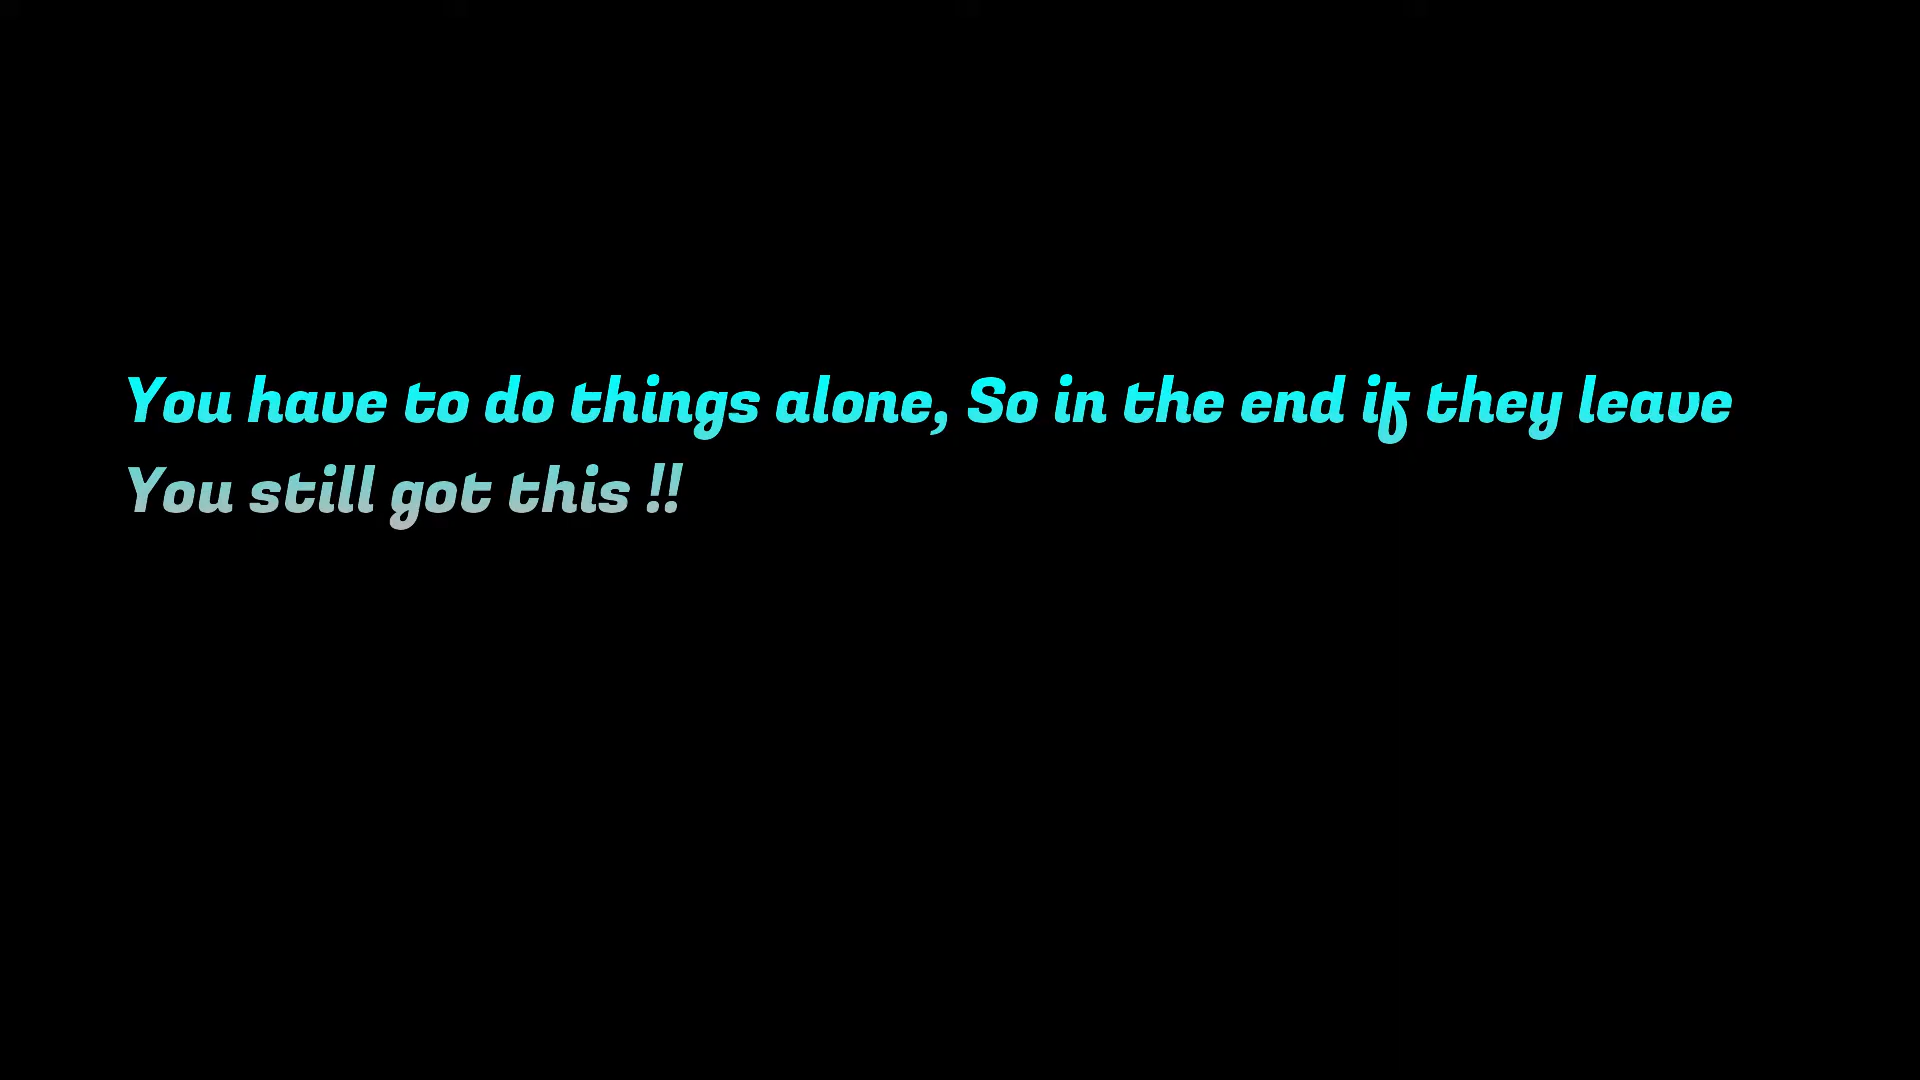 You have to do things alone, So in the end if they leave
You still got this !!